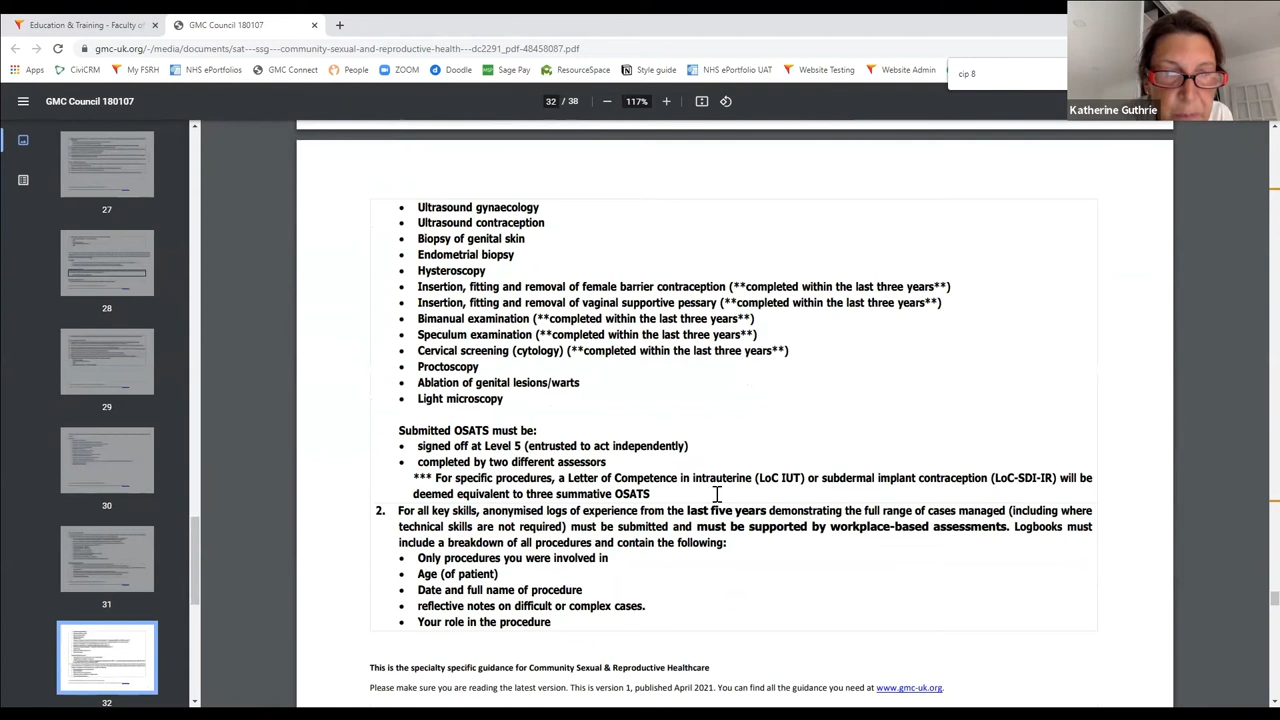 Education & Training - Faculty of
GMC Council 180107
gmc-uk.org/-/media/documents/sat---ssg---community-sexual-and-reproductive-health---dc2291_pdf-48458087.pdf
Apps
CiviCRM
My FSRH
NHS ePortfolios
GMC Connect
People
ZOOM
Doodle
Sage Pay
ResourceSpace
Style guide
NHS ePortfolio UAT
Website Testing
Website Admin
cip 8
Katherine Guthrie
GMC Council 180107
32 / 38
117%
27
28
29
30
31
32
• Ultrasound gynaecology
• Ultrasound contraception
• Biopsy of genital skin
• Endometrial biopsy
• Hysteroscopy
• Insertion, fitting and removal of female barrier contraception (**completed within the last three years**)
• Insertion, fitting and removal of vaginal supportive pessary (**completed within the last three years**)
• Bimanual examination (**completed within the last three years**)
• Speculum examination (**completed within the last three years**)
• Cervical screening (cytology) (**completed within the last three years**)
• Proctoscopy
• Ablation of genital lesions/warts
• Light microscopy
Submitted OSATS must be:
• signed off at Level 5 (entrusted to act independently)
• completed by two different assessors
*** For specific procedures, a Letter of Competence in intrauterine (LoC IUT) or subdermal implant contraception (LoC-SDI-IR) will be
deemed equivalent to three summative OSATS
2. For all key skills, anonymised logs of experience from the last five years demonstrating the full range of cases managed (including where
technical skills are not required) must be submitted and must be supported by workplace-based assessments. Logbooks must
include a breakdown of all procedures and contain the following:
• Only procedures you were involved in
• Age (of patient)
• Date and full name of procedure
• reflective notes on difficult or complex cases.
• Your role in the procedure
This is the specialty specific guidance for Community Sexual & Reproductive Healthcare
Please make sure you are reading the latest version. This is version 1, published April 2021. You can find all the guidance you need at www.gmc-uk.org.